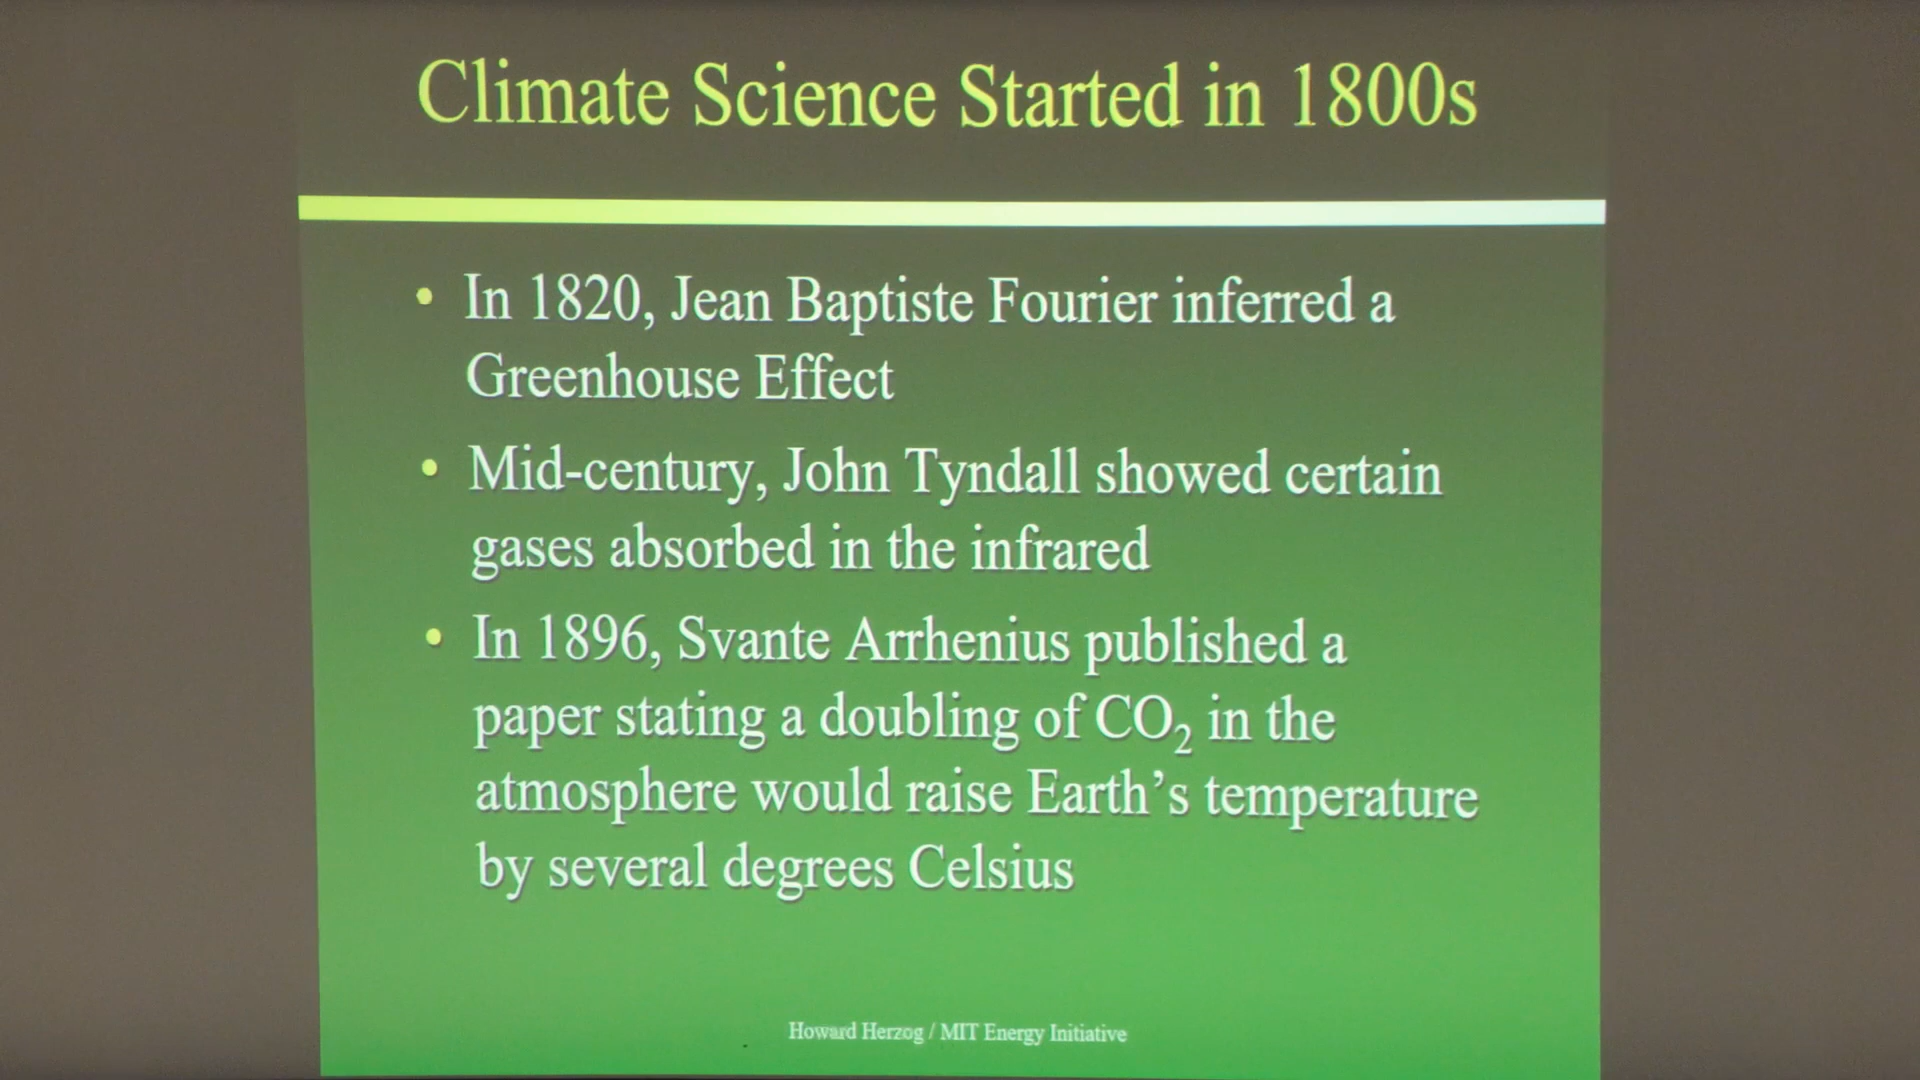 Climate Science Started in 1800s
• In 1820, Jean Baptiste Fourier inferred a
Greenhouse Effect
• Mid-century, John Tyndall showed certain
gases absorbed in the infrared
• In 1896, Svante Arrhenius published a
paper stating a doubling of CO₂ in the
atmosphere would raise Earth’s temperature
by several degrees Celsius
Howard Herzog / MIT Energy Initiative